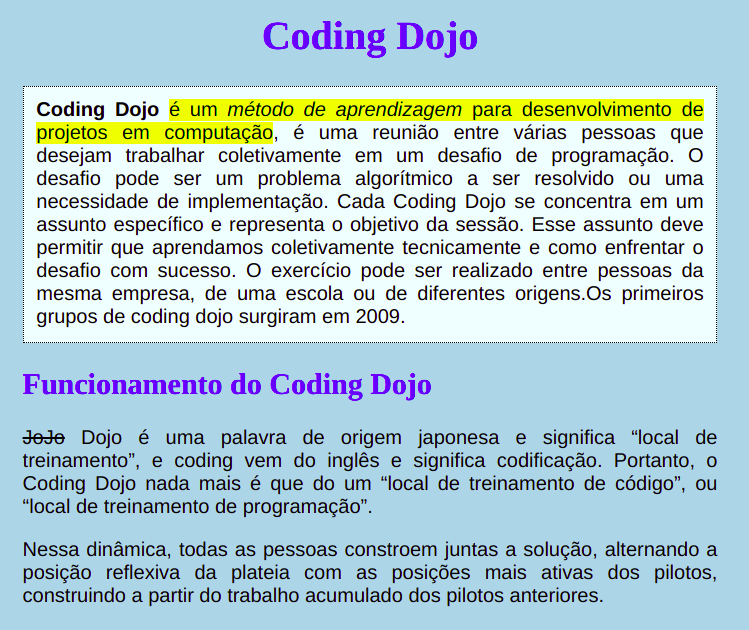 Coding Dojo
Coding Dojo é um método de aprendizagem para desenvolvimento de
projetos em computação, é uma reunião entre várias pessoas que
desejam trabalhar coletivamente em um desafio de programação. O
desafio pode ser um problema algorítmico a ser resolvido ou uma
necessidade de implementação. Cada Coding Dojo se concentra em um
assunto específico e representa o objetivo da sessão. Esse assunto deve
permitir que aprendamos coletivamente tecnicamente e como enfrentar o
desafio com sucesso. O exercício pode ser realizado entre pessoas da
mesma empresa, de uma escola ou de diferentes origens.Os primeiros
grupos de coding dojo surgiram em 2009.
Funcionamento do Coding Dojo
JoJo Dojo é uma palavra de origem japonesa e significa “local de
treinamento”, e coding vem do inglês e significa codificação. Portanto, o
Coding Dojo nada mais é que do um “local de treinamento de código”, ou
“local de treinamento de programação”.
Nessa dinâmica, todas as pessoas constroem juntas a solução, alternando a
posição reflexiva da plateia com as posições mais ativas dos pilotos,
construindo a partir do trabalho acumulado dos pilotos anteriores.